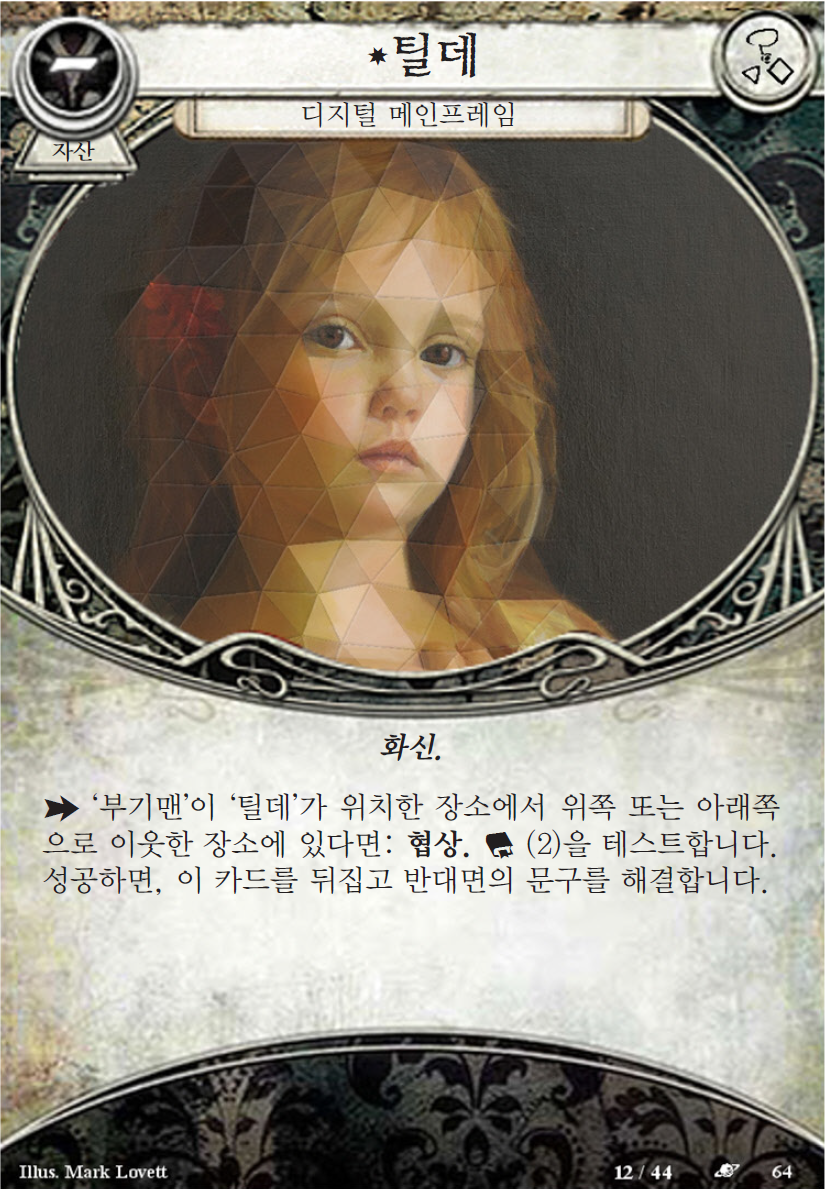 틸데
디지털 메인프레임
자산
화신.
‘부기맨’이 ‘틸데’가 위치한 장소에서 위쪽 또는 아래쪽
으로 이웃한 장소에 있다면: 협상. (2)을 테스트합니다.
성공하면, 이 카드를 뒤집고 반대면의 문구를 해결합니다.
Illus. Mark Lovett
12 / 44
64